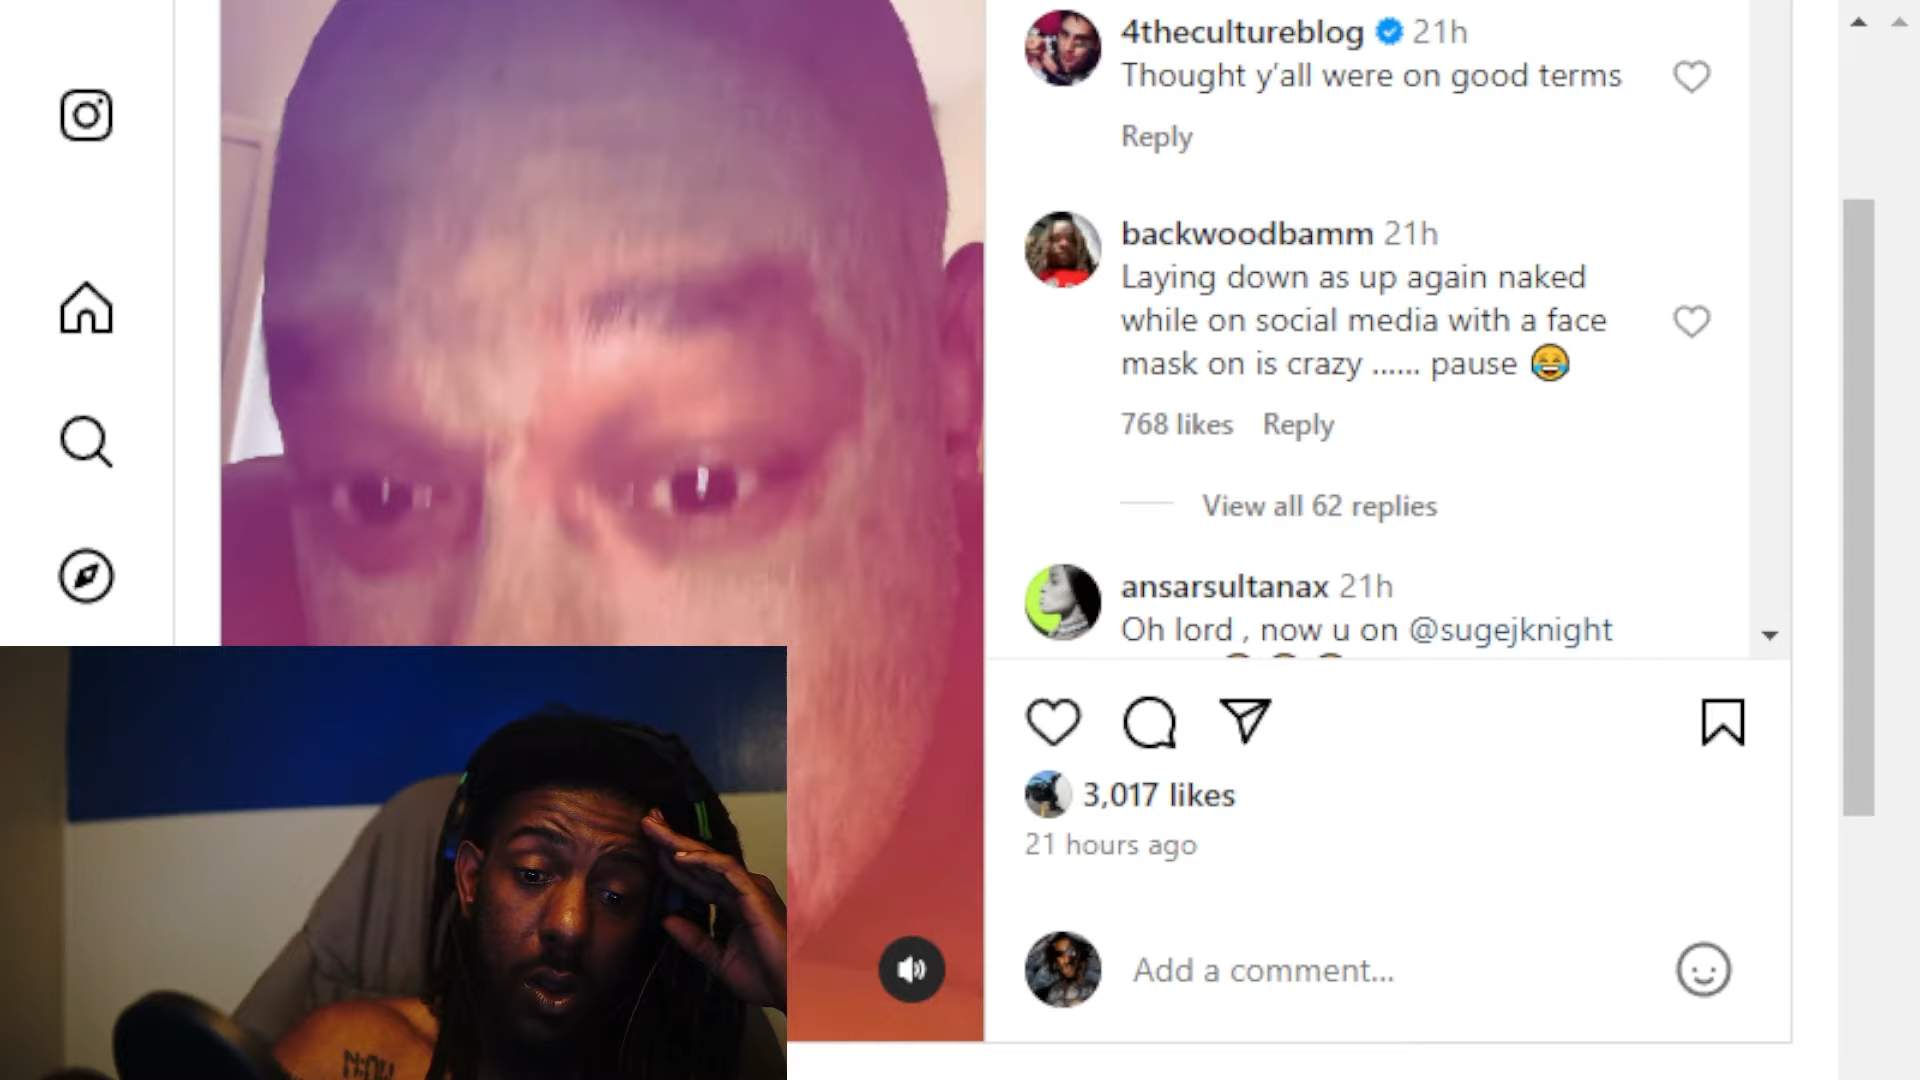 4thecultureblog 21h
Thought y’all were on good terms
Reply
backwoodbamm 21h
Laying down as up again naked
while on social media with a face
mask on is crazy ...... pause 😂
768 likes Reply
View all 62 replies
ansarsultanax 21h
Oh lord , now u on @sugejknight
3,017 likes
21 hours ago
Add a comment...